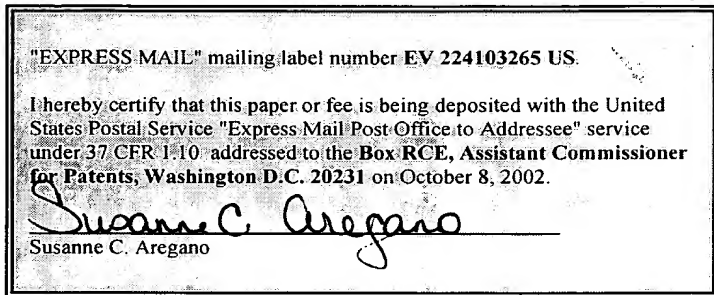 "EXPRESS MAIL" mailing label number EV 224103265 US.
I hereby certify that this paper or fee is being deposited with the United
States Postal Service "Express Mail Post Office to Addressee" service
under 37 CFR 1.10 addressed to the Box RCE, Assistant Commissioner
for Patents, Washington D.C. 20231 on October 8, 2002.
Susanne C. Aregano
Susanne C. Aregano